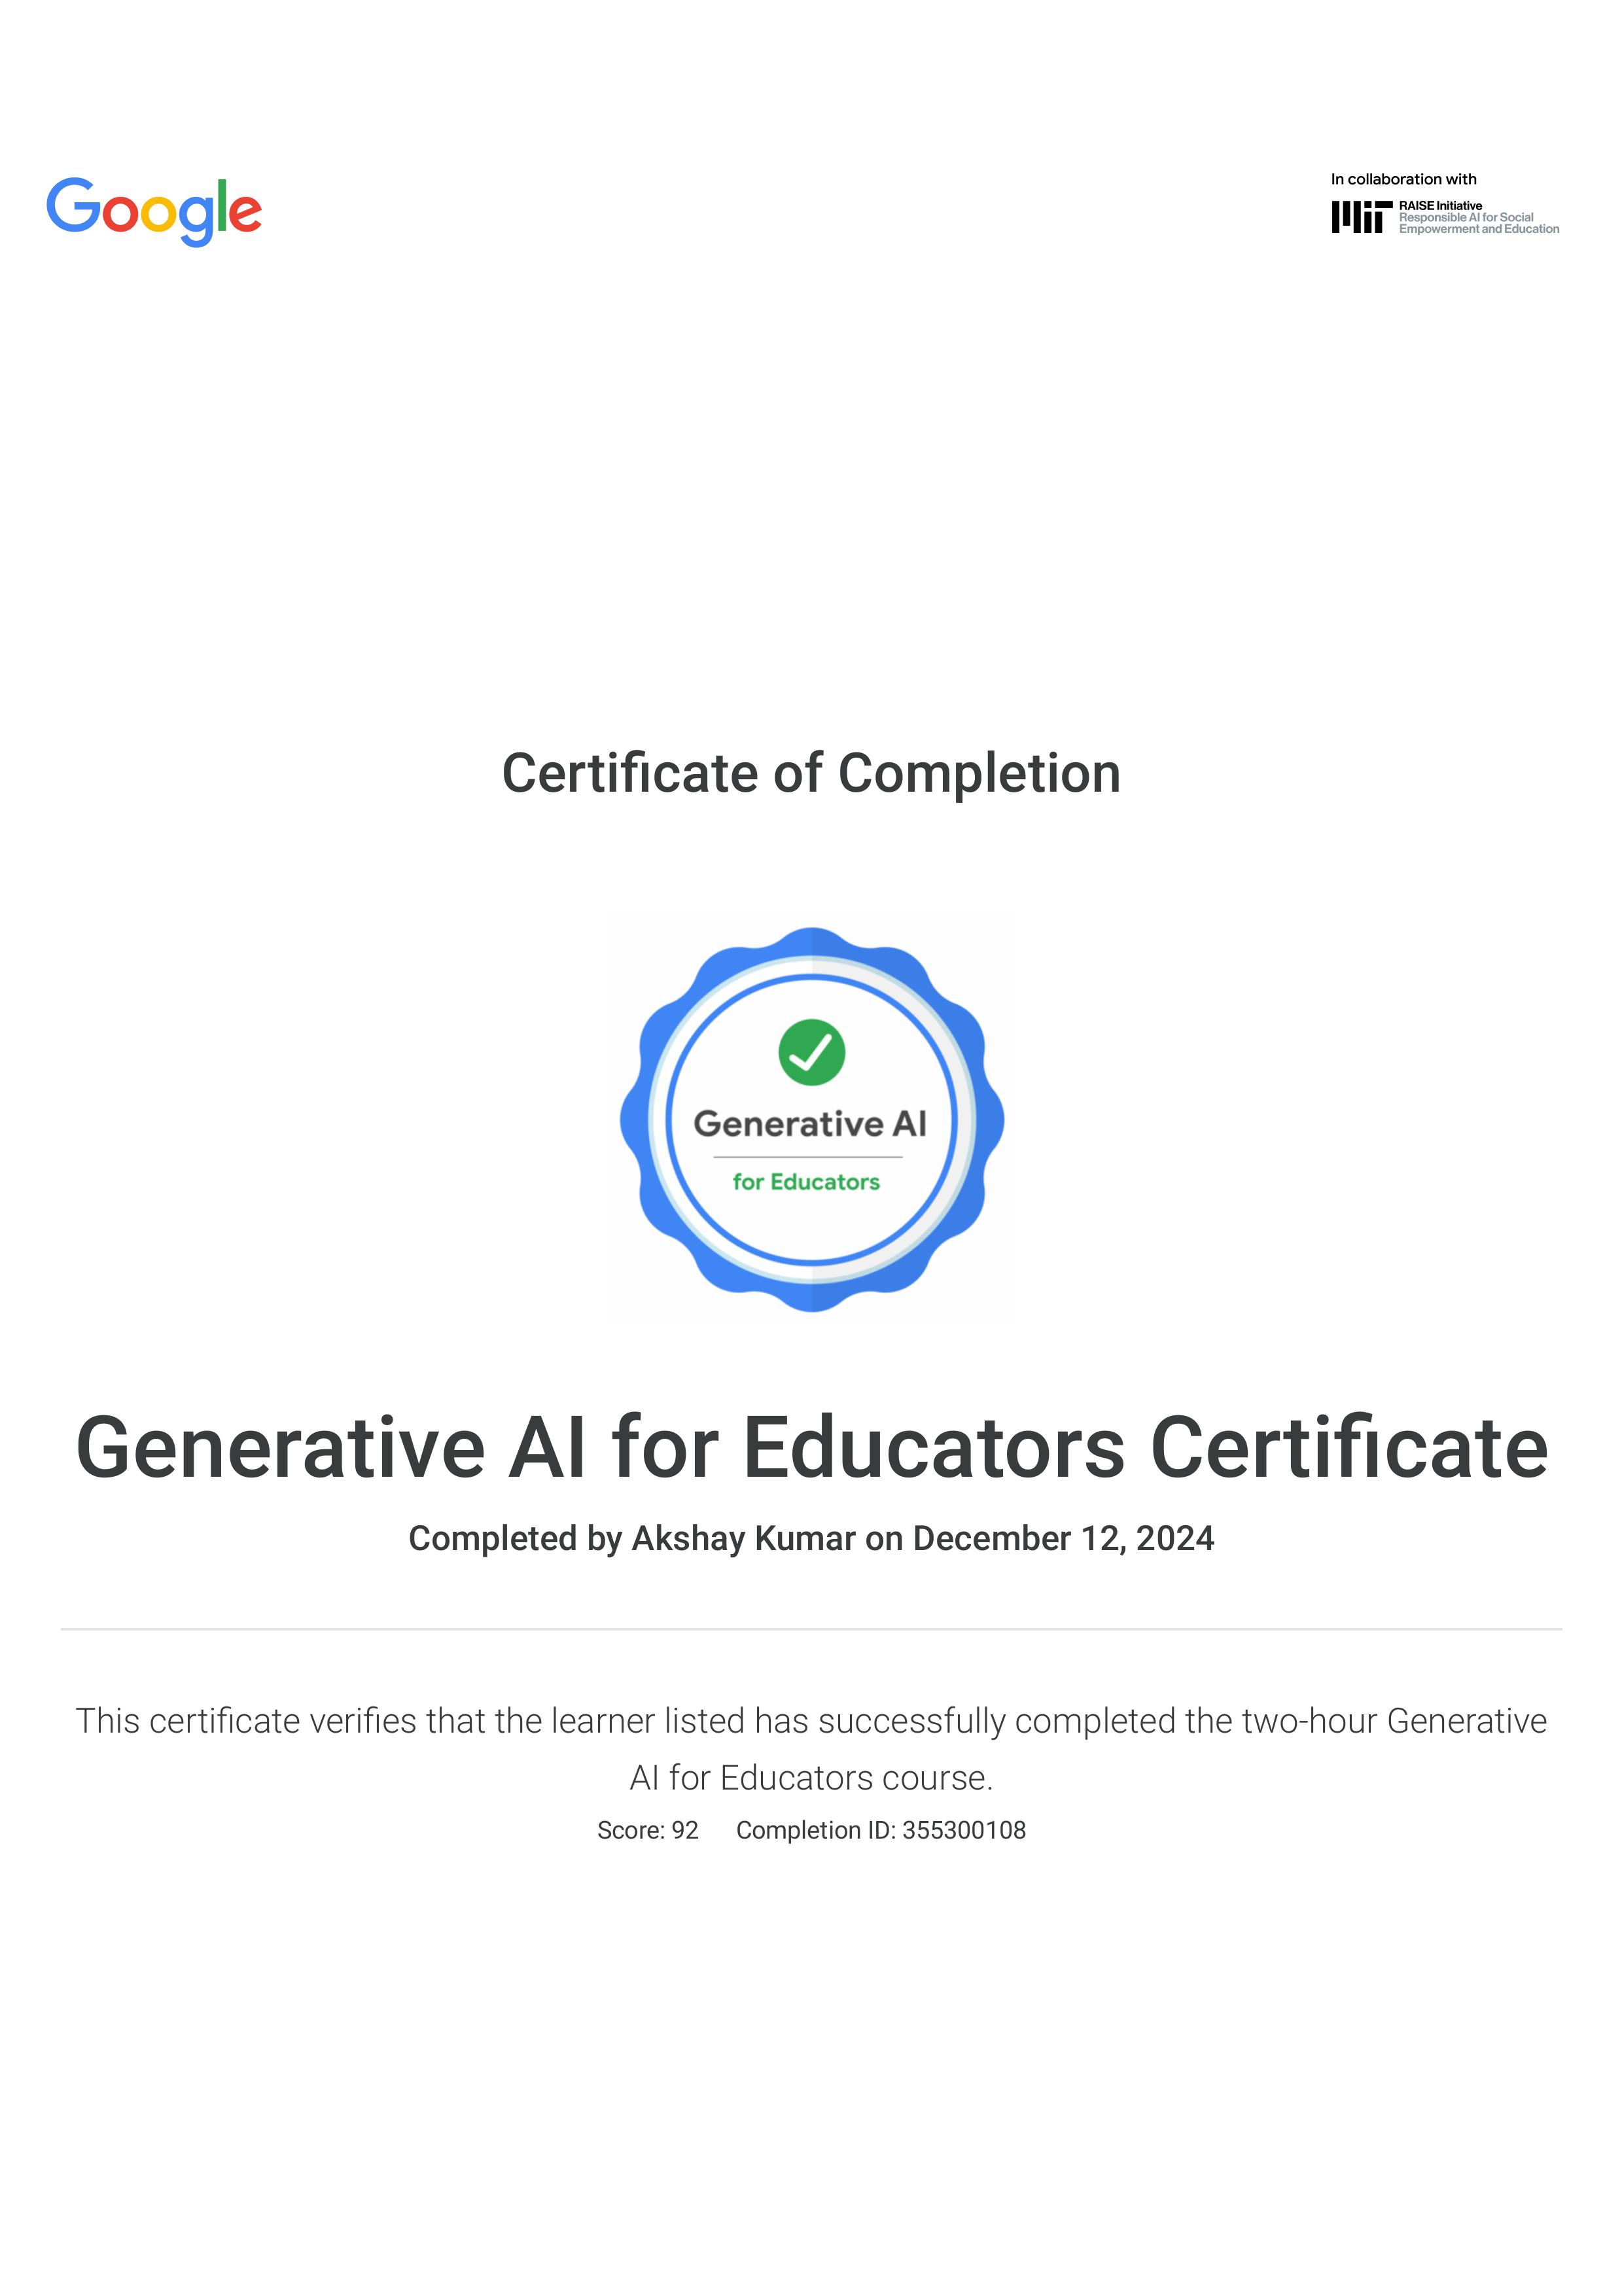 Google
In collaboration with
MIT RAISE Initiative
Responsible AI for Social
Empowerment and Education
Certificate of Completion
Generative AI
for Educators
Generative AI for Educators Certificate
Completed by Akshay Kumar on December 12, 2024
This certificate verifies that the learner listed has successfully completed the two-hour Generative
AI for Educators course.
Score: 92 Completion ID: 355300108